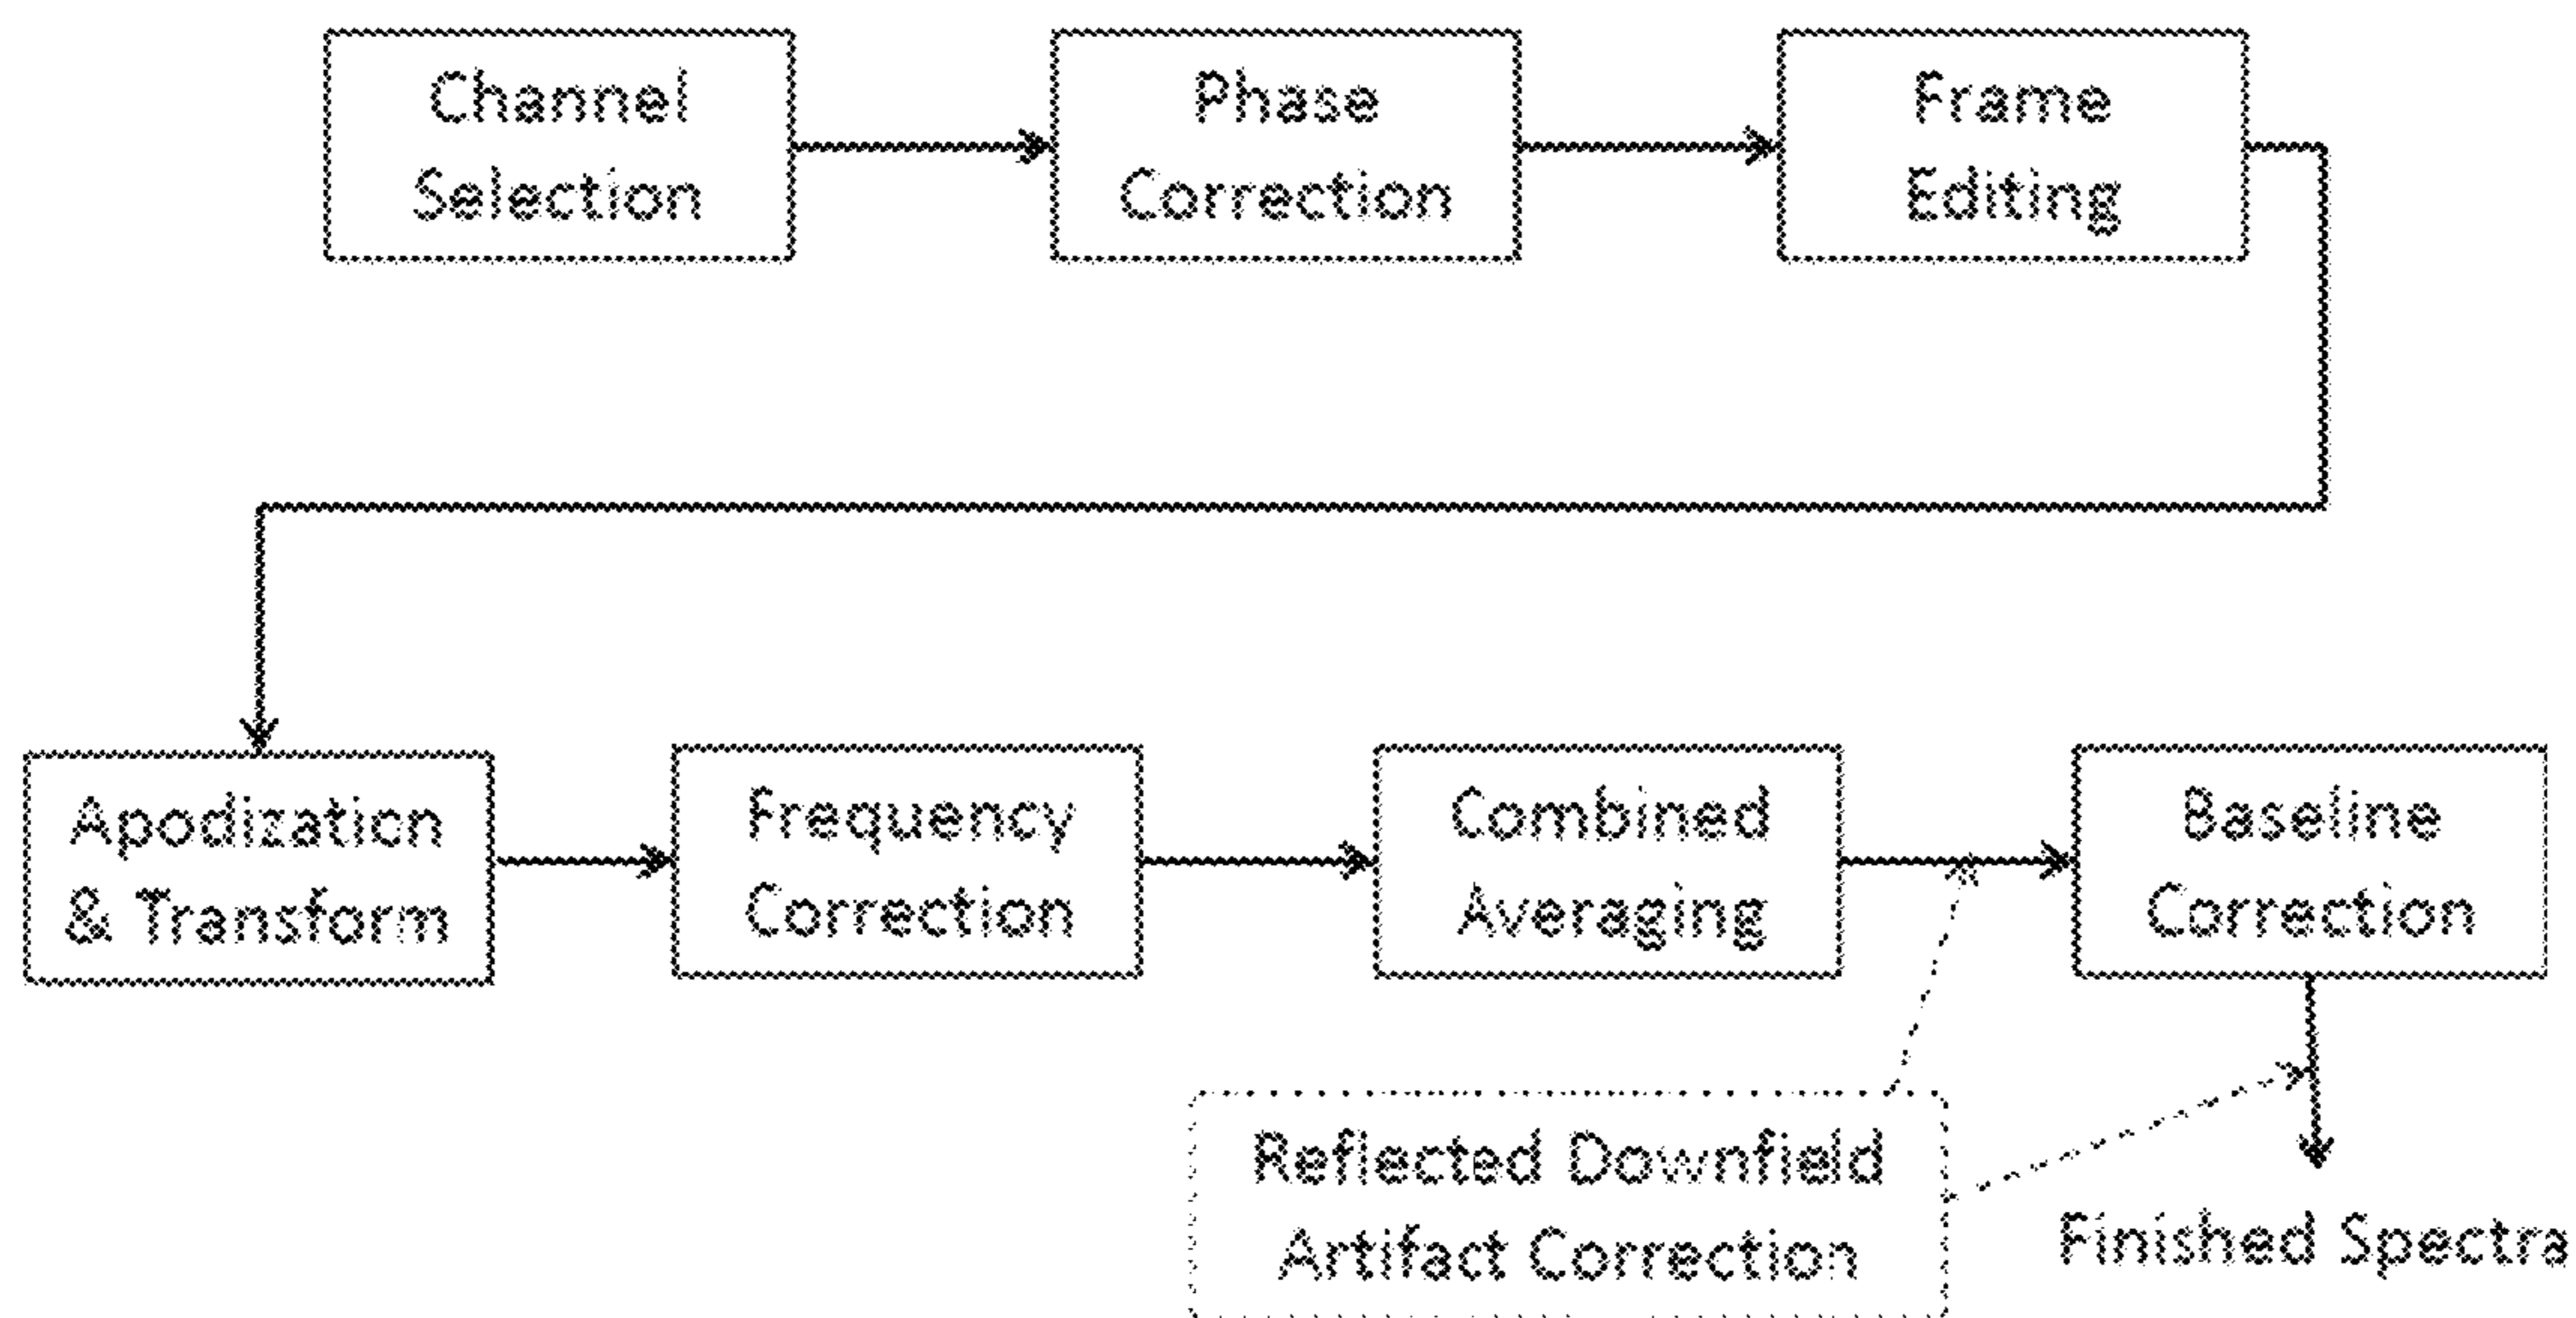 Channel
Selection
Phase
Correction
Frame
Editing
Apodization
& Transform
Frequency
Correction
Combined
Averaging
Baseline
Correction
Reflected Downfield
Artifact Correction
Finished Spectra